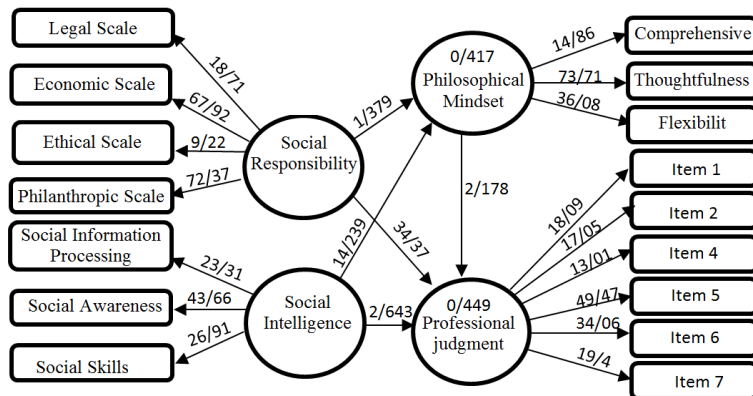 Legal Scale
Economic Scale
Ethical Scale
Philanthropic Scale
Social Information
Processing
Social Awareness
Social Skills
18/71
67/92
9/22
72/37
23/31
43/66
26/91
Social
Responsibility
Social
Intelligence
1/379
14/239
34/37
2/643
0/417
Philosophical
Mindset
2/178
0/449
Professional
judgment
14/86
73/71
36/08
18/09
17/05
13/01
49/47
34/06
19/4
Comprehensive
Thoughtfulness
Flexibilit
Item 1
Item 2
Item 4
Item 5
Item 6
Item 7